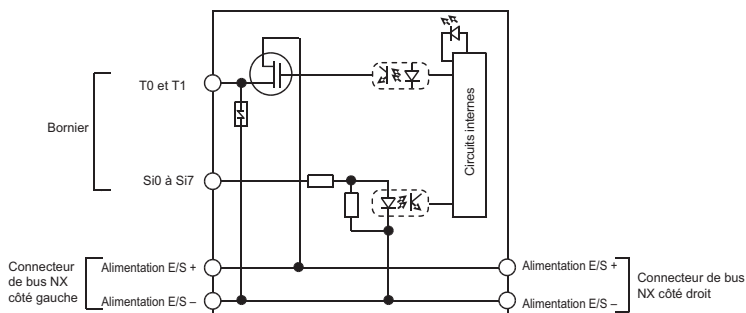 T0 et T1
Bornier
Circuits internes
Si0 à Si7
Connecteur
de bus NX
côté gauche
Alimentation E/S +
Alimentation E/S –
Alimentation E/S +
Alimentation E/S –
Connecteur de bus
NX côté droit